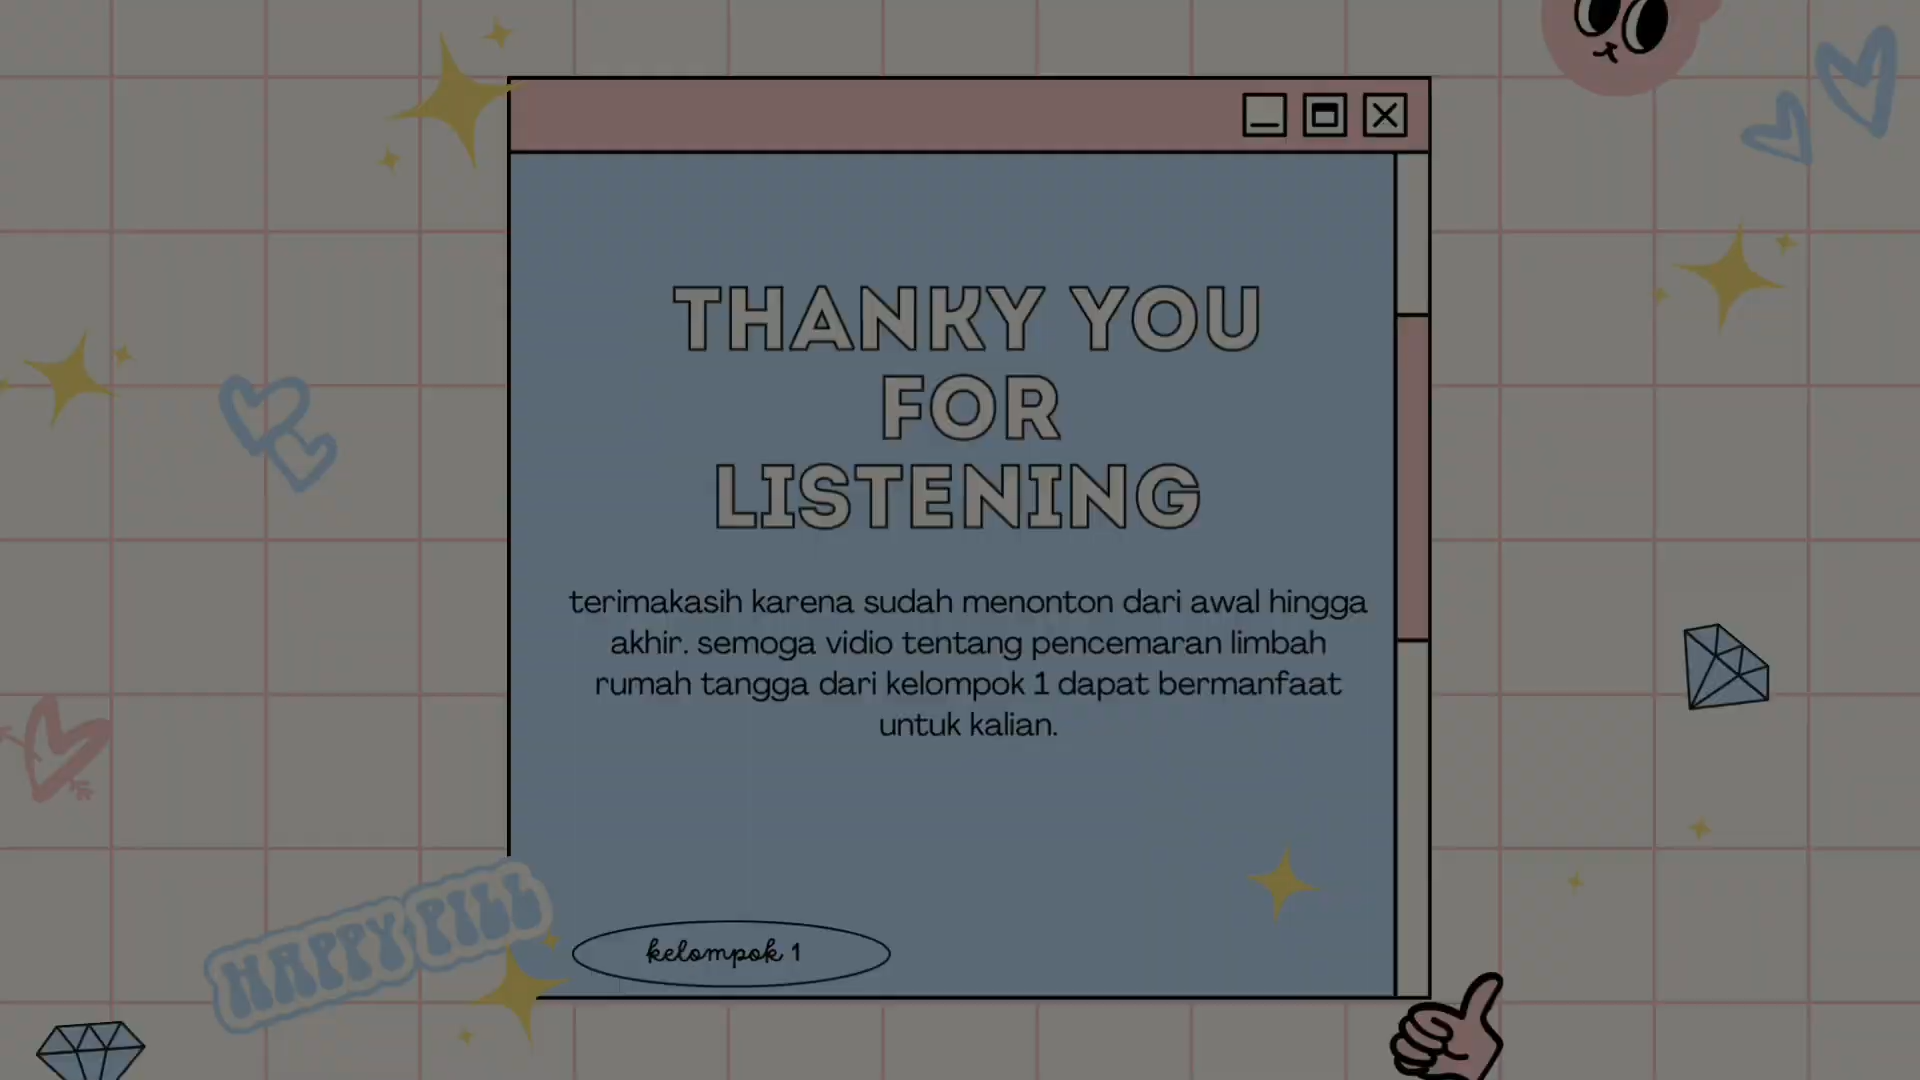 THANKY YOU
FOR
LISTENING
terimakasih karena sudah menonton dari awal hingga
akhir. semoga vidio tentang pencemaran limbah
rumah tangga dari kelompok 1 dapat bermanfaat
untuk kalian.
HAPPY PILL
kelompok 1